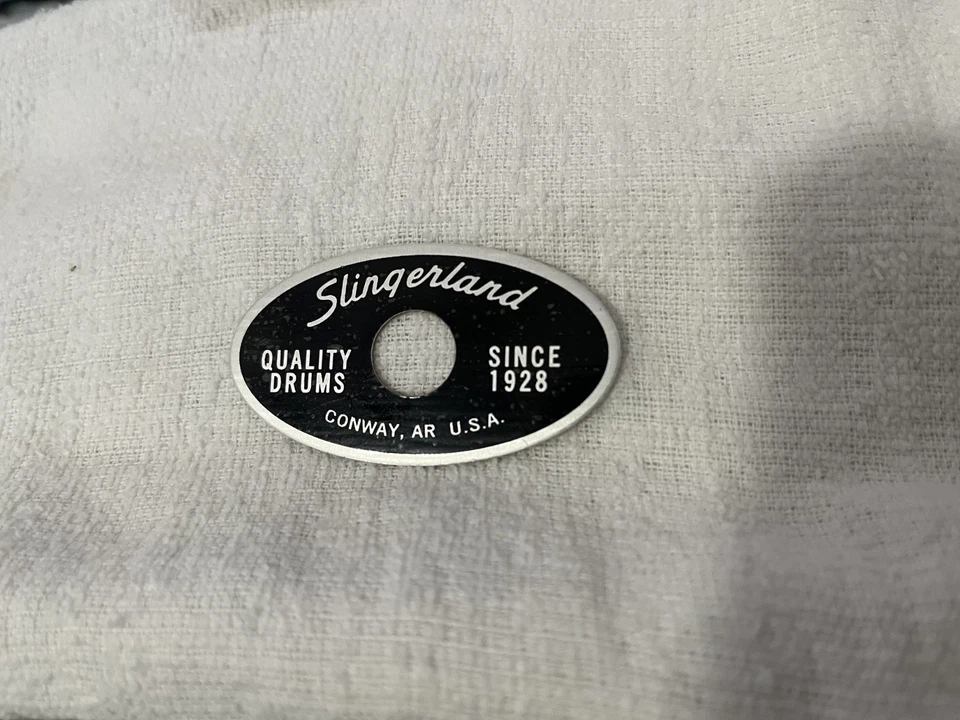 Slingerland
QUALITY DRUMS
SINCE 1928
CONWAY, AR U.S.A.